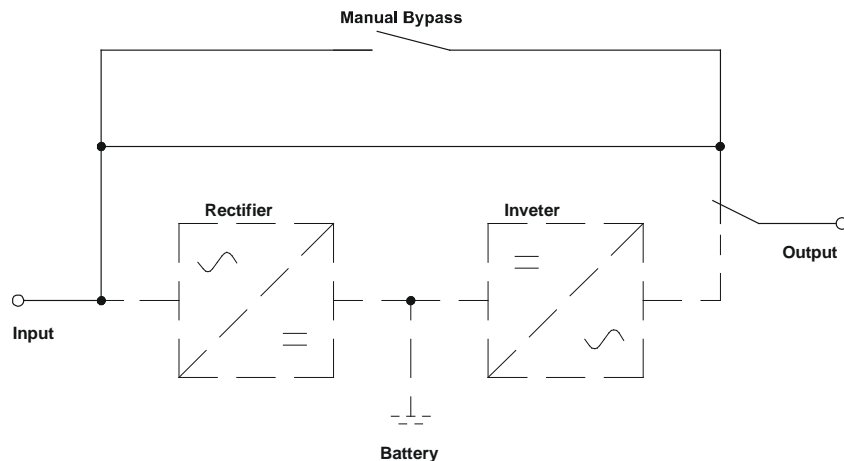 Manual Bypass
Rectifier
Inveter
Output
Input
Battery